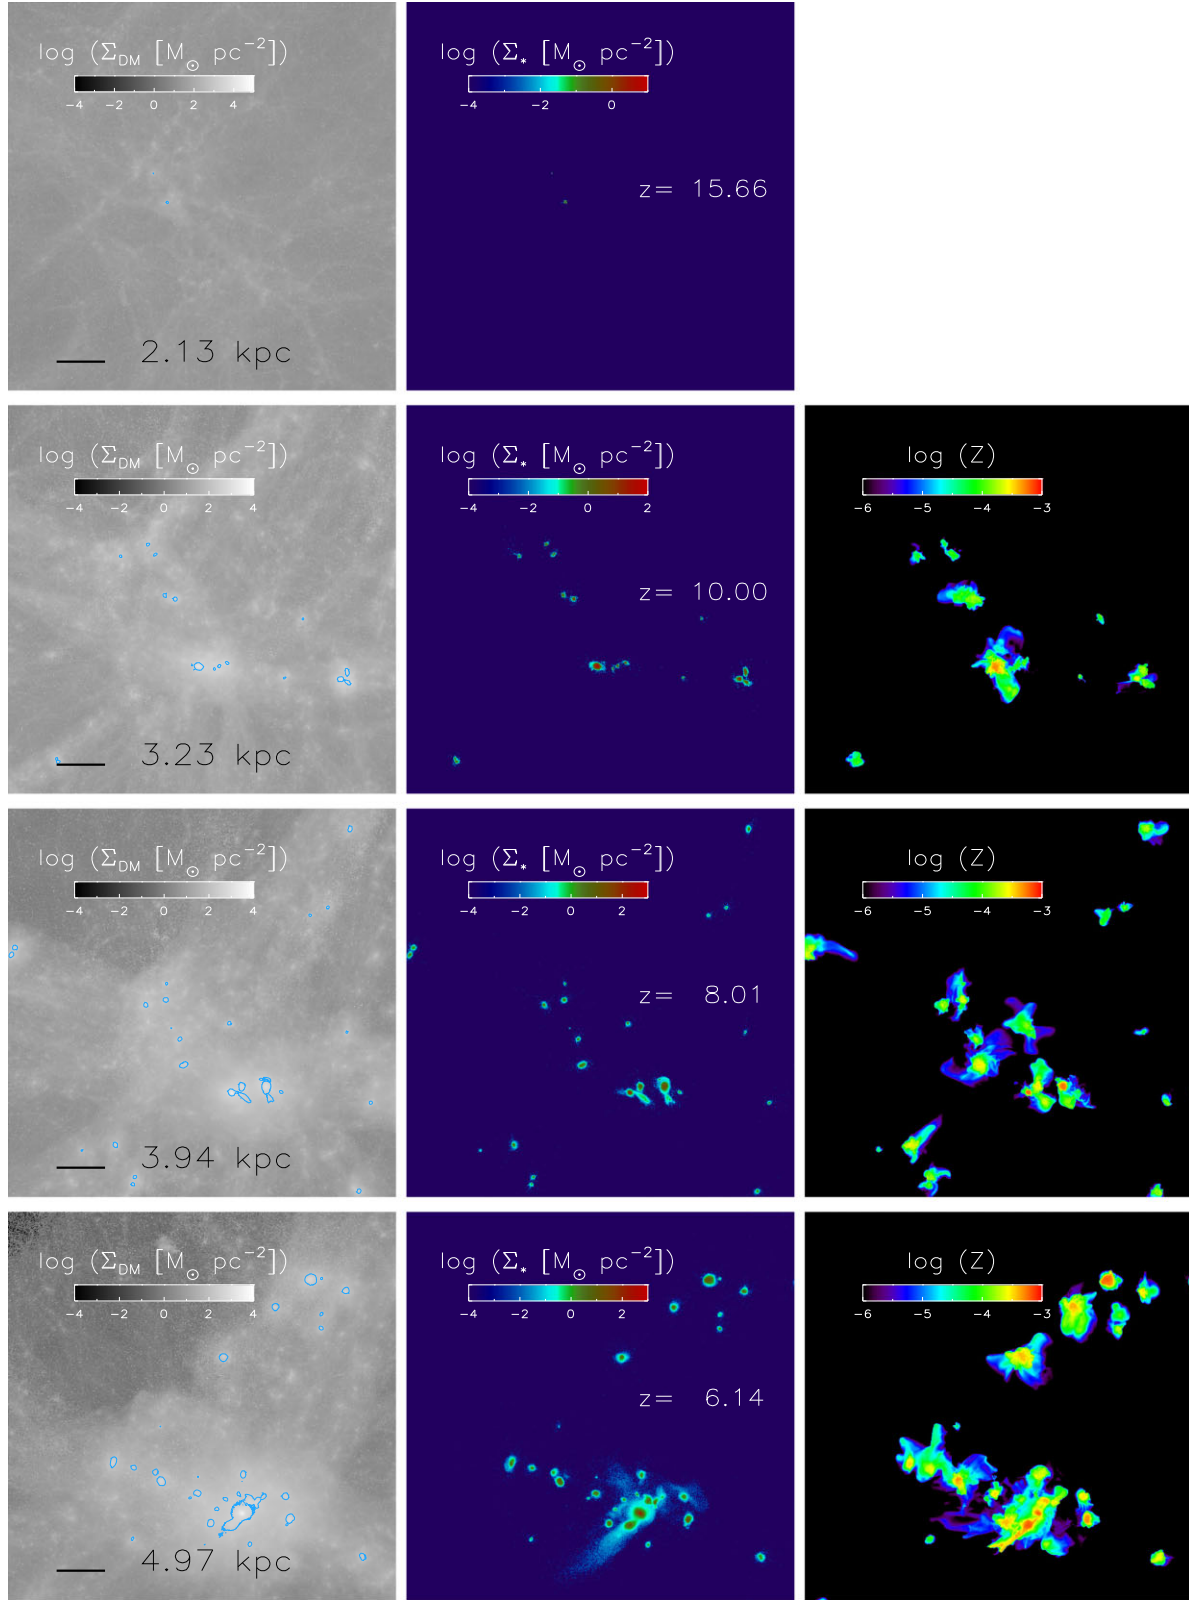 log (Σ_DM [M_⊙ pc⁻²])
−4 −2 0 2 4
2.13 kpc
log (Σ_* [M_⊙ pc⁻²])
−4 −2 0
z= 15.66
log (Σ_DM [M_⊙ pc⁻²])
−4 −2 0 2 4
3.23 kpc
log (Σ_* [M_⊙ pc⁻²])
−4 −2 0 2
z= 10.00
log (Z)
−6 −5 −4 −3
log (Σ_DM [M_⊙ pc⁻²])
−4 −2 0 2 4
3.94 kpc
log (Σ_* [M_⊙ pc⁻²])
−4 −2 0 2
z= 8.01
log (Z)
−6 −5 −4 −3
log (Σ_DM [M_⊙ pc⁻²])
−4 −2 0 2 4
4.97 kpc
log (Σ_* [M_⊙ pc⁻²])
−4 −2 0 2
z= 6.14
log (Z)
−6 −5 −4 −3